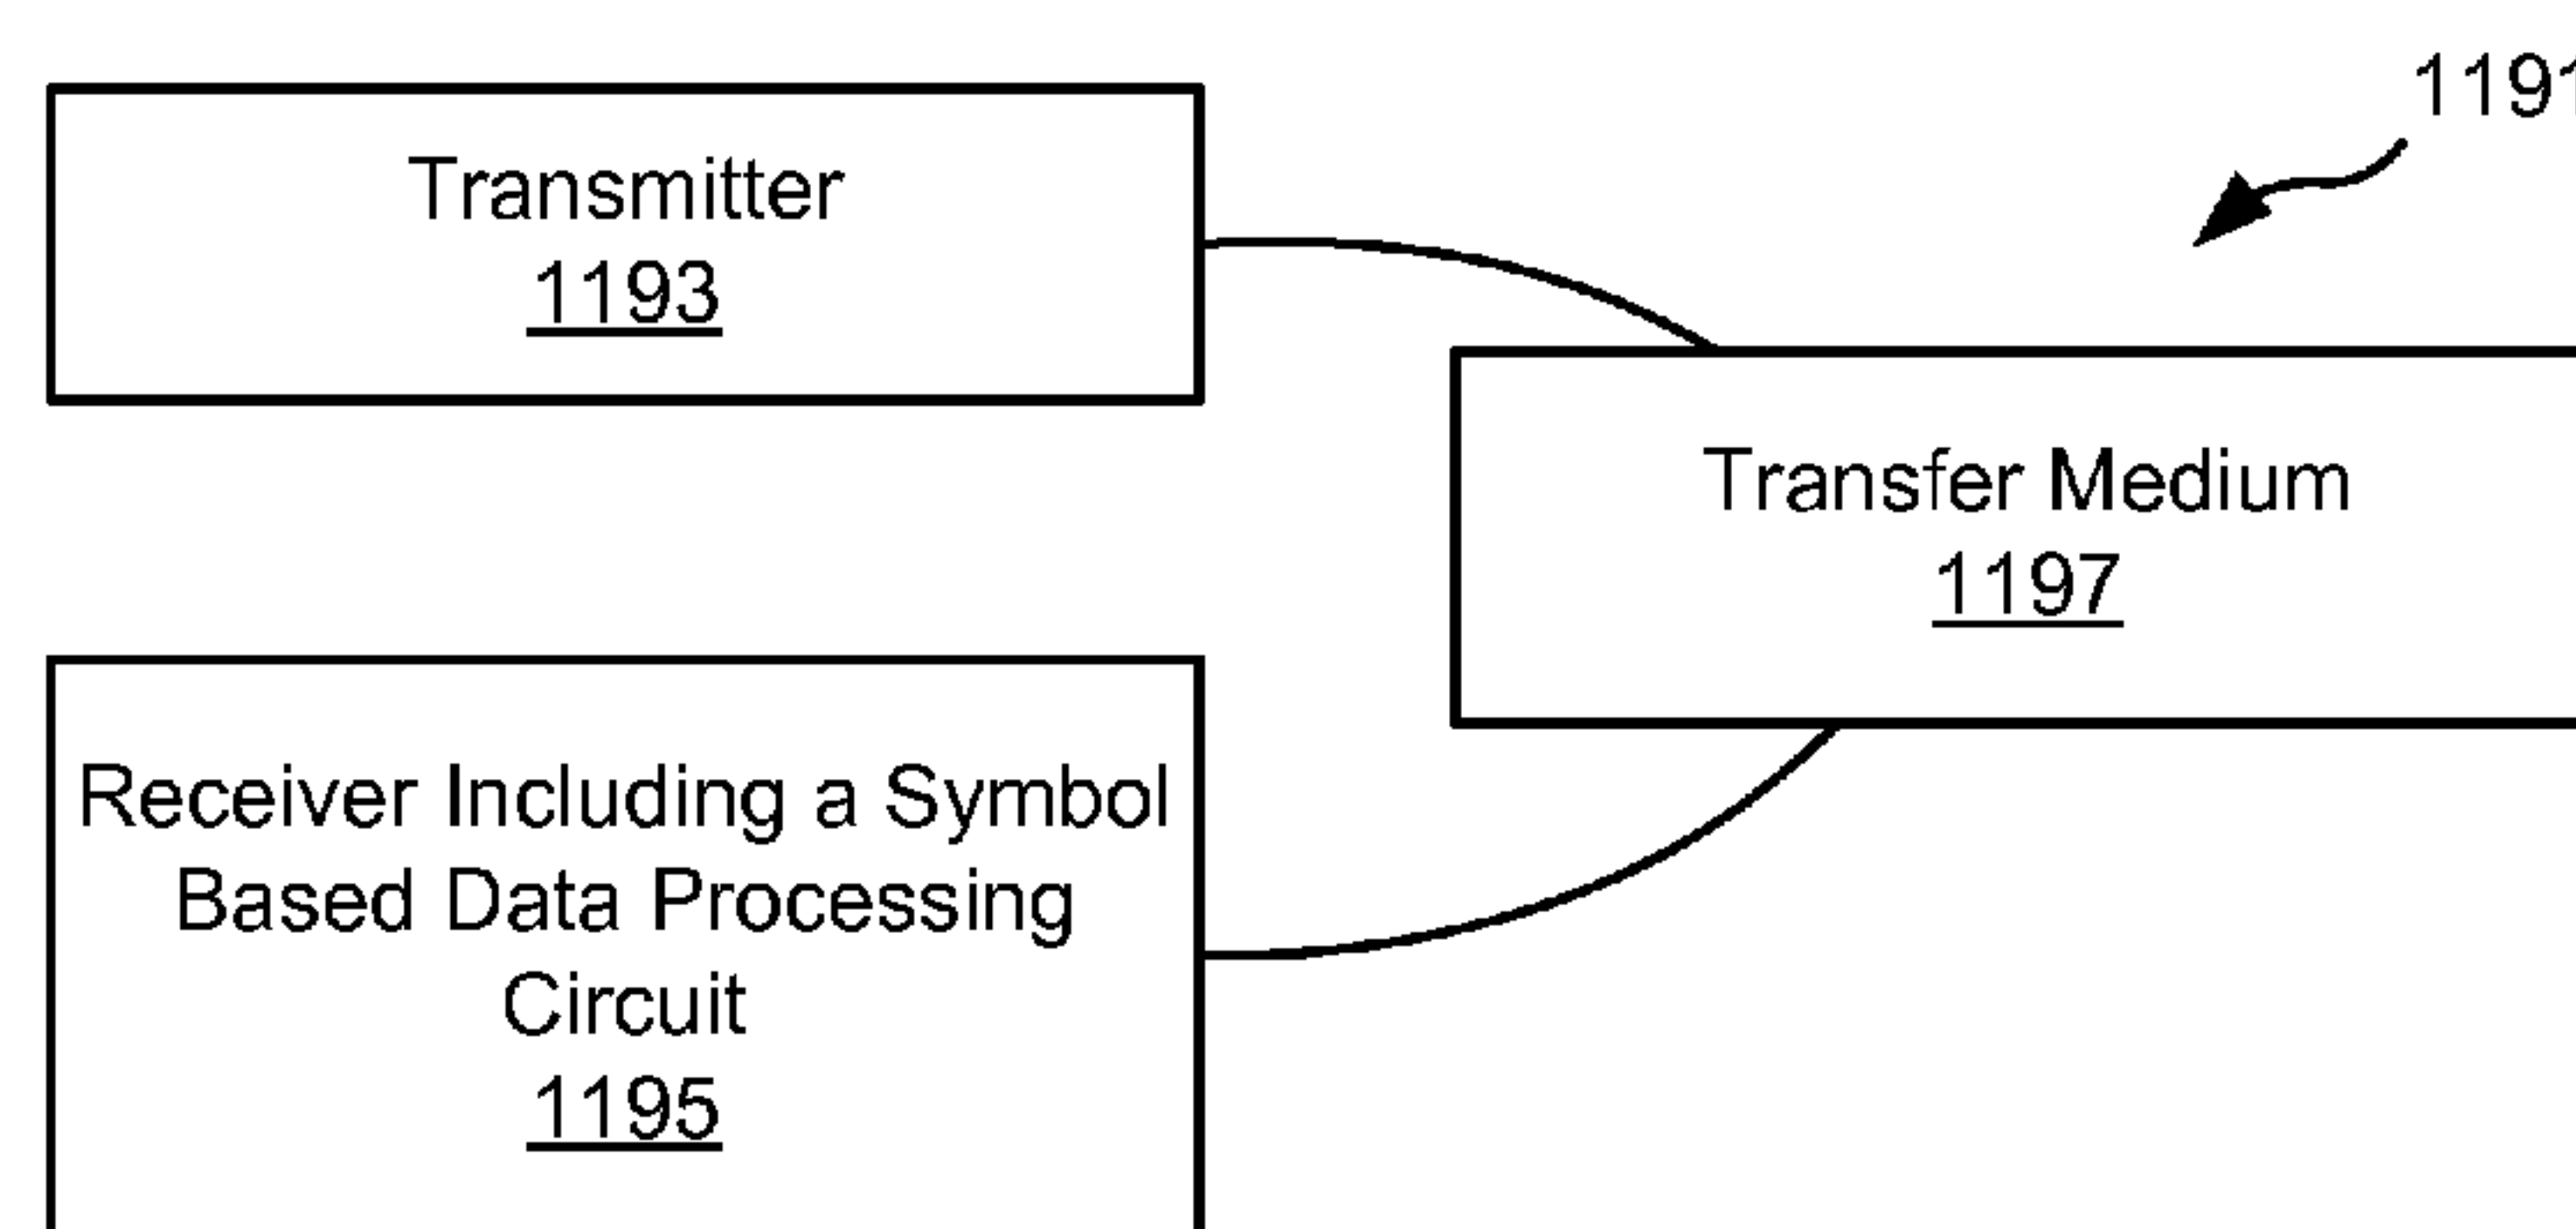 1191
Transmitter
1193
Transfer Medium
1197
Receiver Including a Symbol
Based Data Processing
Circuit
1195